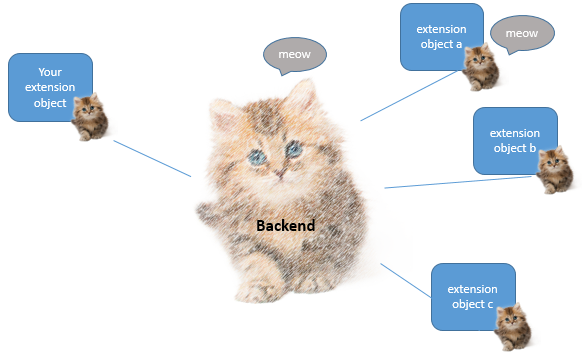 Your
extension
object
meow
extension
object a
meow
extension
object b
Backend
extension
object c